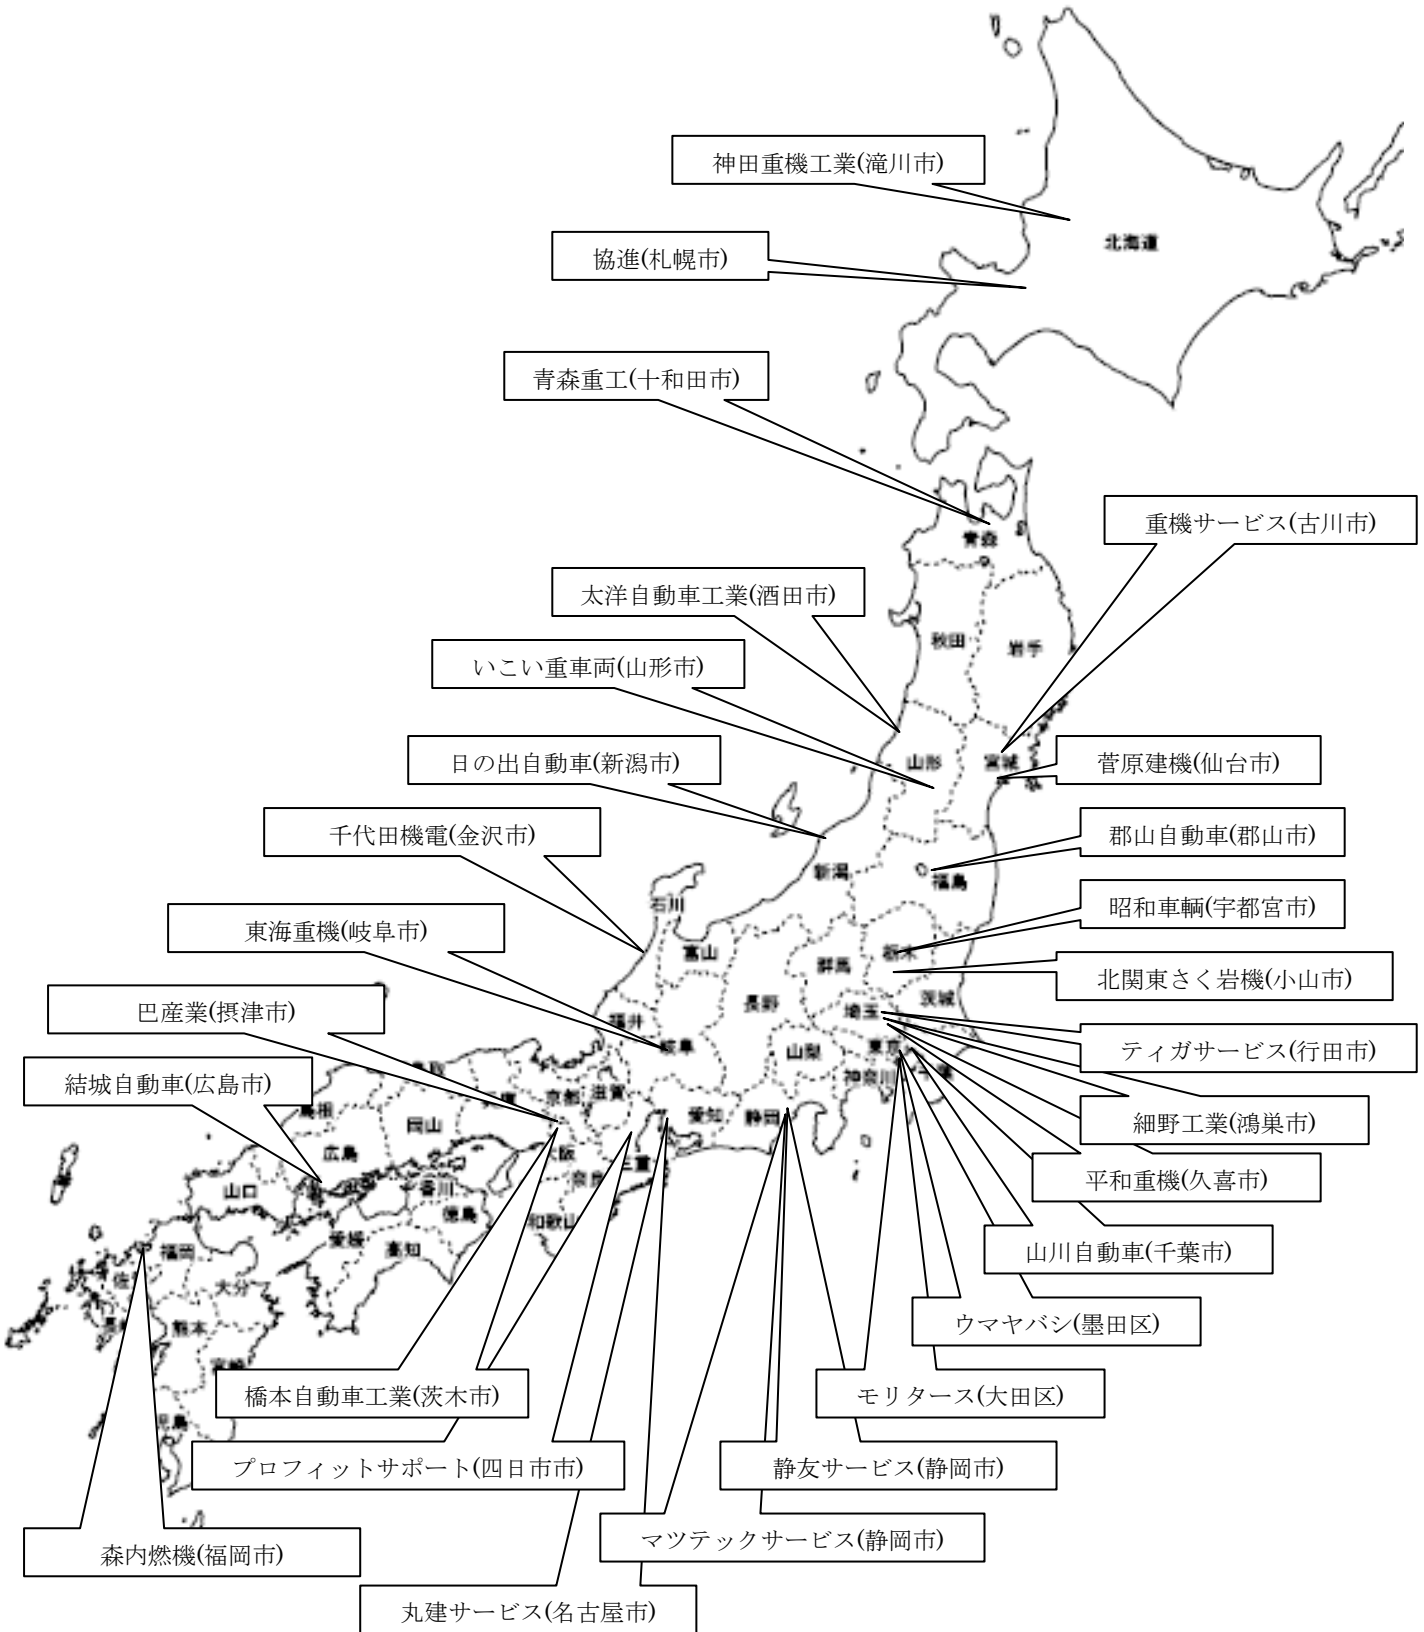 神田重機工業(滝川市)
北海道
協進(札幌市)
青森重工(十和田市)
重機サービス(古川市)
青森
太洋自動車工業(酒田市)
秋田
岩手
いこい重車両(山形市)
日の出自動車(新潟市)
山形
宮城
菅原建機(仙台市)
千代田機電(金沢市)
郡山自動車(郡山市)
新潟
福島
石川
昭和車輌(宇都宮市)
東海重機(岐阜市)
富山
群馬
栃木
北関東さく岩機(小山市)
巴産業(摂津市)
長野
茨城
埼玉
福井
岐阜
山梨
東京
ティガサービス(行田市)
結城自動車(広島市)
神奈川
千葉
京都
滋賀
島根
岡山
愛知
静岡
細野工業(鴻巣市)
広島
大阪
三重
奈良
平和重機(久喜市)
山口
香川
徳島
和歌山
愛媛
高知
山川自動車(千葉市)
福岡
大分
熊本
宮崎
ウマヤバシ(墨田区)
橋本自動車工業(茨木市)
モリタース(大田区)
児島
プロフィットサポート(四日市市)
静友サービス(静岡市)
マツテックサービス(静岡市)
森内燃機(福岡市)
丸建サービス(名古屋市)